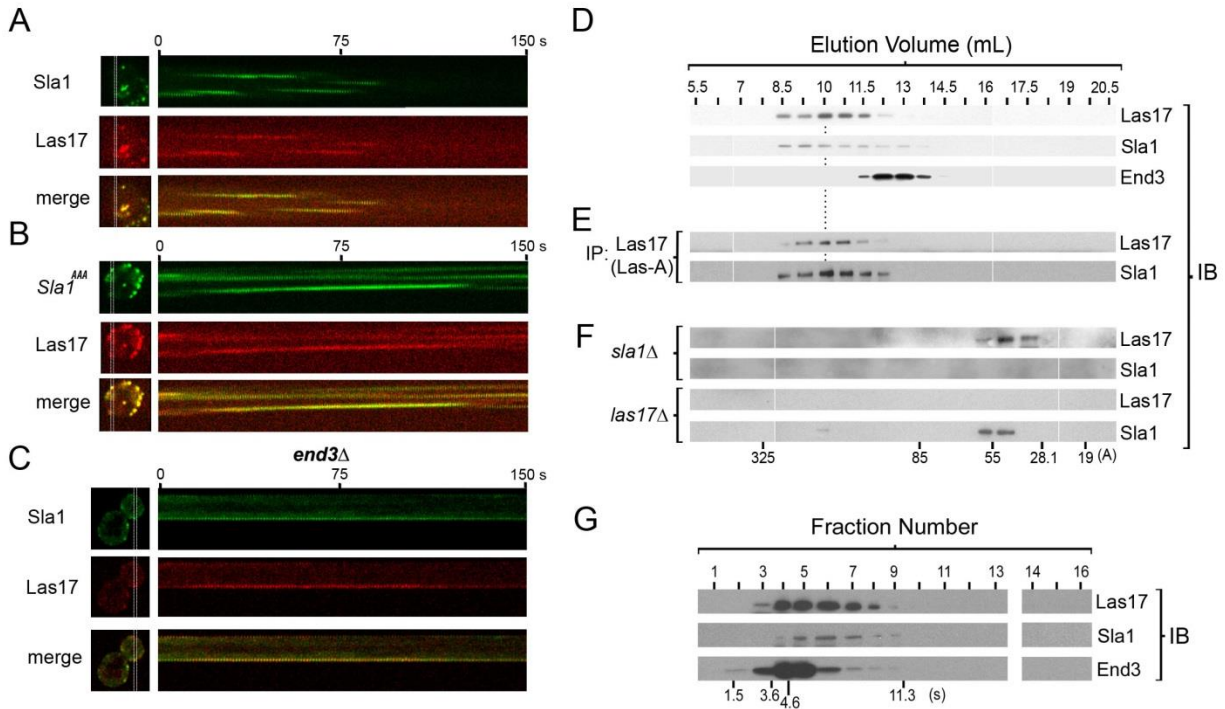 A
0 75 150 s
Sla1
Las17
merge
B
Sla1^AAA
Las17
merge
C
end3Δ
0 75 150 s
Sla1
Las17
merge
D
Elution Volume (mL)
5.5 7 8.5 10 11.5 13 14.5 16 17.5 19 20.5
Las17
Sla1
End3
E
IP: Las17
(Las-A)
Las17
Sla1
IB
F
sla1Δ
Las17
Sla1
las17Δ
Las17
Sla1
325 85 55 28.1 19 (A)
G
Fraction Number
1 3 5 7 9 11 13 14 16
Las17
Sla1
IB
End3
1.5 3.6 4.6 11.3 (s)